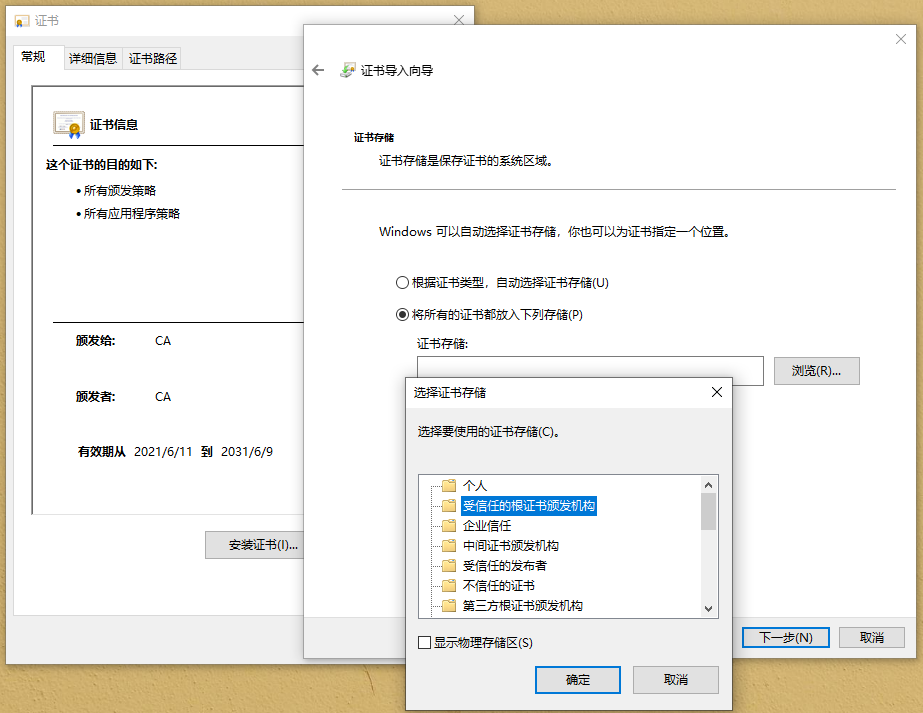 证书
常规
详细信息
证书路径
证书信息
这个证书的目的如下:
• 所有颁发策略
• 所有应用程序策略
颁发给: CA
颁发者: CA
有效期从 2021/6/11 到 2031/6/9
安装证书(I)...
证书导入向导
证书存储
证书存储是保存证书的系统区域。
Windows 可以自动选择证书存储，你也可以为证书指定一个位置。
根据证书类型，自动选择证书存储(U)
将所有的证书都放入下列存储(P)
证书存储:
浏览(R)...
选择证书存储
选择要使用的证书存储(C)。
个人
受信任的根证书颁发机构
企业信任
中间证书颁发机构
受信任的发布者
不信任的证书
第三方根证书颁发机构
显示物理存储区(S)
确定
取消
下一步(N)
取消